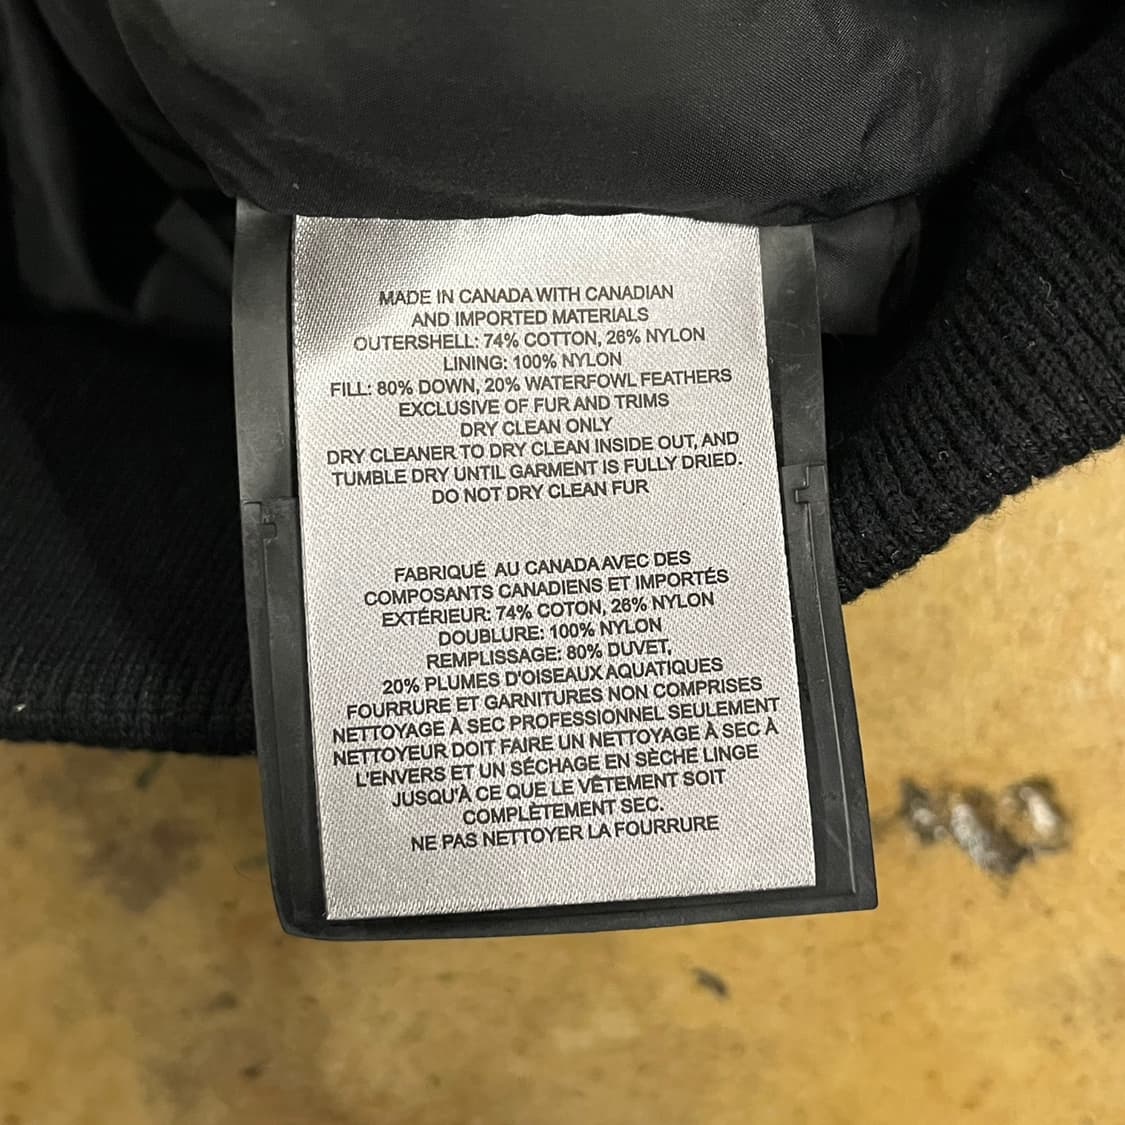 MADE IN CANADA WITH CANADIAN
AND IMPORTED MATERIALS
OUTERSHELL: 74% COTTON, 26% NYLON
LINING: 100% NYLON
FILL: 80% DOWN, 20% WATERFOWL FEATHERS
EXCLUSIVE OF FUR AND TRIMS
DRY CLEAN ONLY
DRY CLEANER TO DRY CLEAN INSIDE OUT, AND
TUMBLE DRY UNTIL GARMENT IS FULLY DRIED.
DO NOT DRY CLEAN FUR
FABRIQUÉ AU CANADA AVEC DES
COMPOSANTS CANADIENS ET IMPORTÉS
EXTÉRIEUR: 74% COTON, 26% NYLON
DOUBLURE: 100% NYLON
REMPLISSAGE: 80% DUVET,
20% PLUMES D'OISEAUX AQUATIQUES
FOURRURE ET GARNITURES NON COMPRISES
NETTOYAGE À SEC PROFESSIONNEL SEULEMENT
NETTOYEUR DOIT FAIRE UN NETTOYAGE À SEC À
L'ENVERS ET UN SÉCHAGE EN SÈCHE LINGE
JUSQU'À CE QUE LE VÊTEMENT SOIT
COMPLÈTEMENT SEC.
NE PAS NETTOYER LA FOURRURE